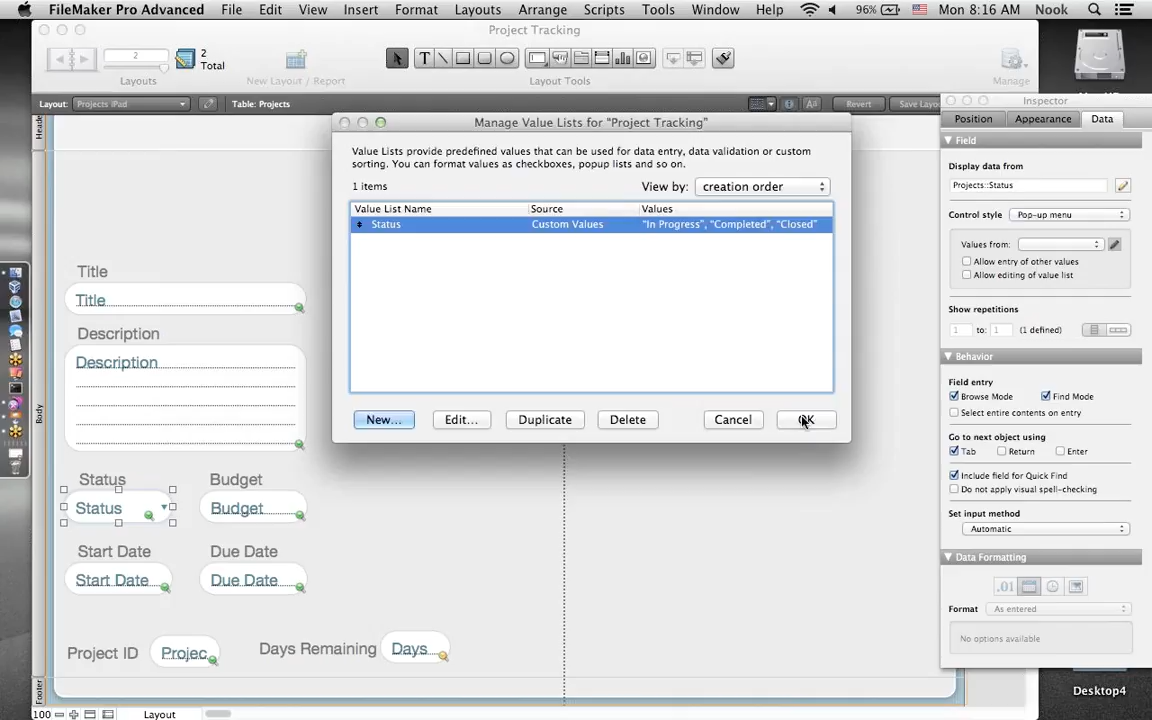 FileMaker Pro Advanced File Edit View Insert Format Layouts Arrange Scripts Tools Window Help 96% Mon 8:16 AM Nook
Project Tracking
2
2
Total
Layouts
New Layout / Report
T
Layout Tools
Manage
Layout: Projects iPad Table: Projects Aa Revert Save Layou
Inspector
Position Appearance Data
Header
Body
Footer
Title
Title
Description
Description
Status Budget
Status Budget
Start Date Due Date
Start Date Due Date
Project ID Projec Days Remaining Days
100 Layout
Manage Value Lists for "Project Tracking"
Value Lists provide predefined values that can be used for data entry, data validation or custom
sorting. You can format values as checkboxes, popup lists and so on.
1 items View by: creation order
Value List Name Source Values
Status Custom Values "In Progress", "Completed", "Closed"
New... Edit... Duplicate Delete Cancel OK
Field
Display data from
Projects::Status
Control style Pop-up menu
Values from:
Allow entry of other values
Allow editing of value list
Show repetitions
1 to: 1 (1 defined)
Behavior
Field entry
Browse Mode Find Mode
Select entire contents on entry
Go to next object using
Tab Return Enter
Include field for Quick Find
Do not apply visual spell-checking
Set input method
Automatic
Data Formatting
.01
Format As entered
No options available
Desktop4